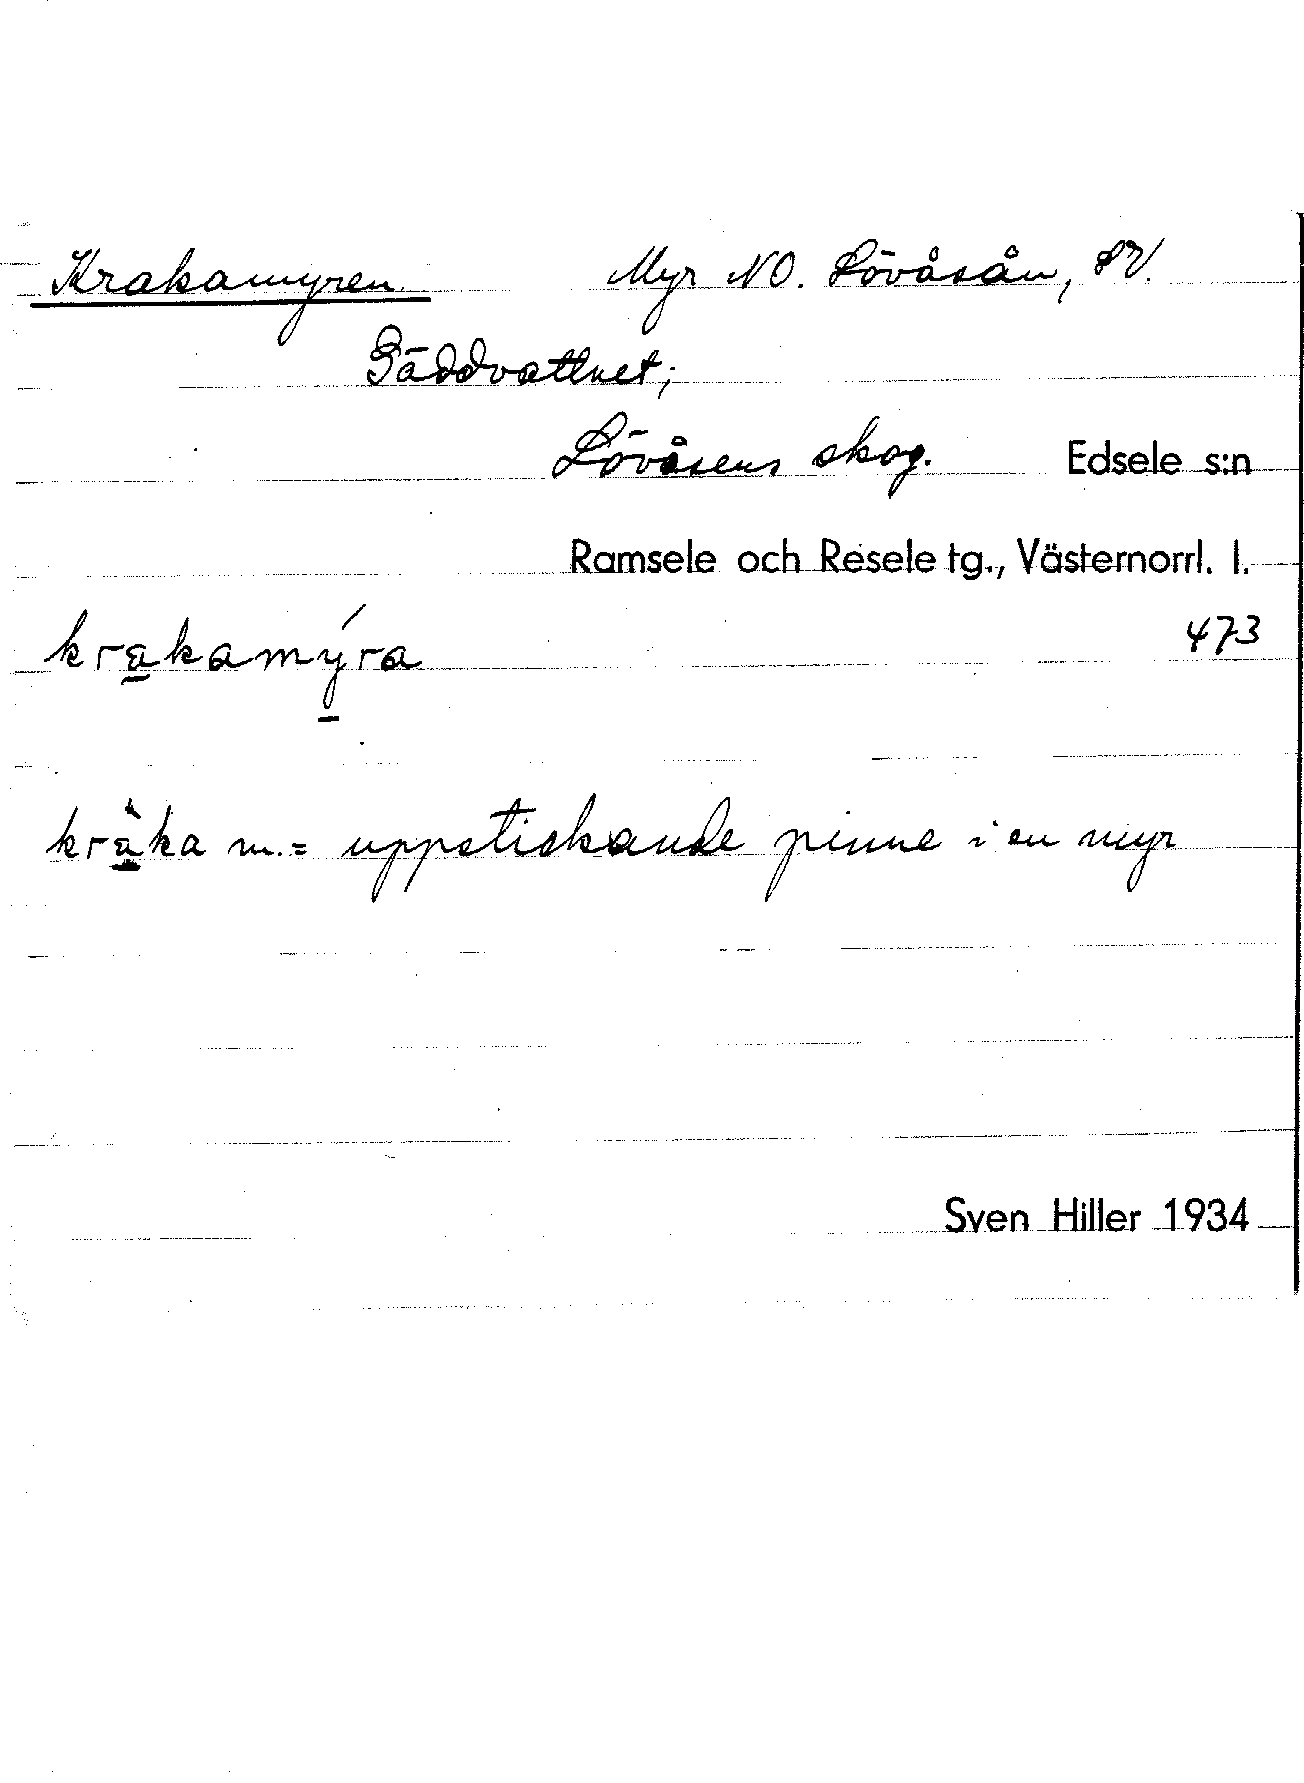 Krakamyren. Myr NO. Lövåsån, SV.
Gäddvattnet;
Lövåsens skog. Edsele s:n
Ramsele och Resele tg., Västernorrl. l.
473
krakamýra
kràka m. = uppstickande pinne i en myr
Sven Hiller 1934